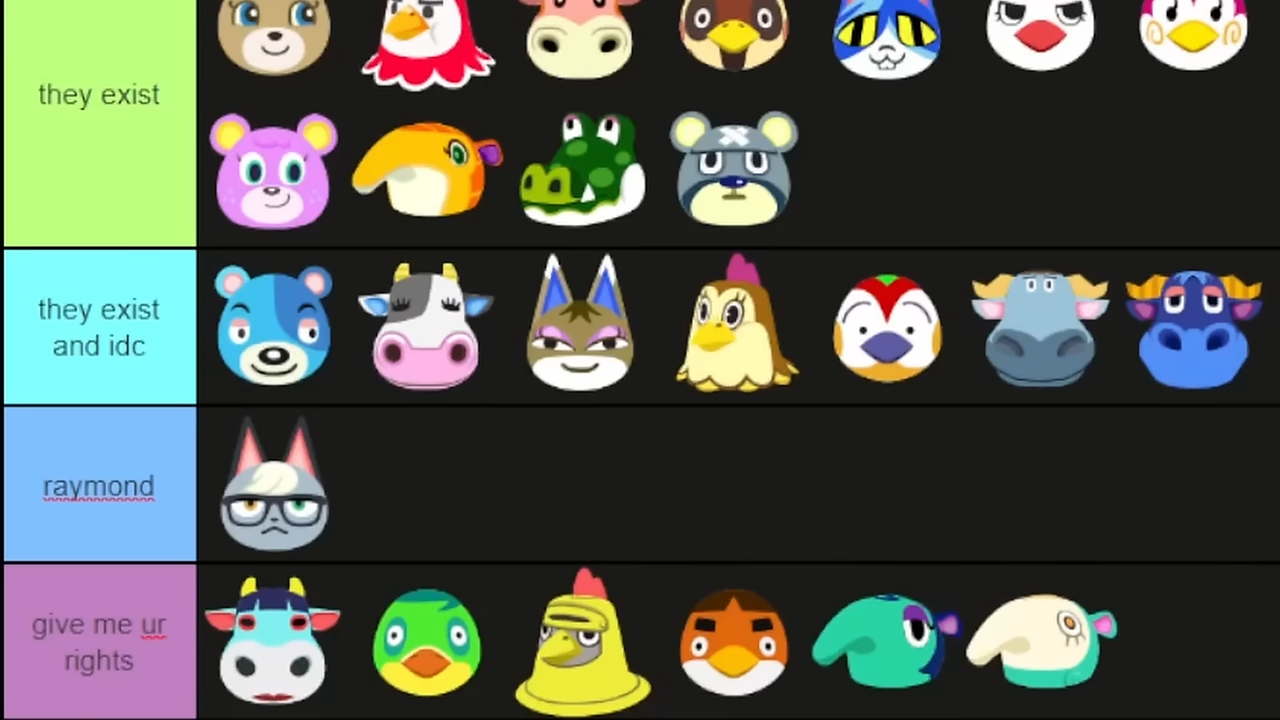 they exist
they exist
and idc
raymond
give me ur
rights